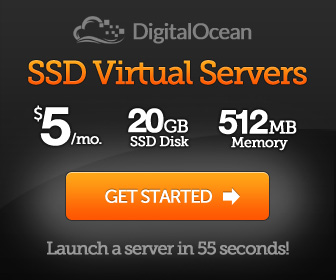 DigitalOcean
SSD Virtual Servers
$5/mo. 20GB 512MB
SSD Disk Memory
GET STARTED
Launch a server in 55 seconds!